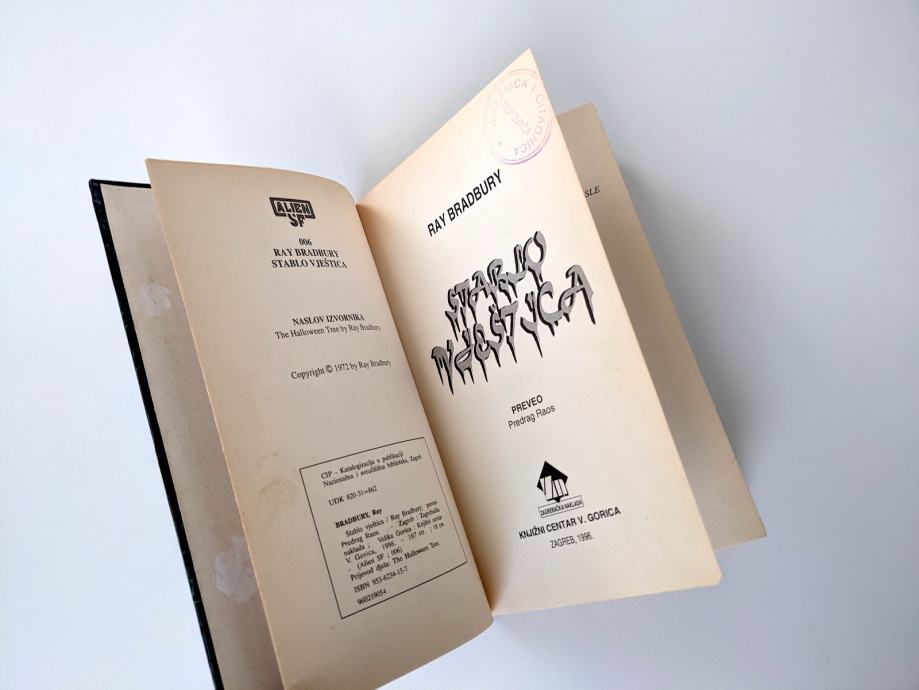 ALIEN
SF
006
RAY BRADBURY
STABLO VJEŠTICA
NASLOV IZVORNIKA
The Halloween Tree by Ray Bradbury
Copyright © 1972 by Ray Bradbury
CIP - Katalogizacija u publikaciji
Nacionalna i sveučilišna biblioteka, Zagreb
UDK 820-31=862
BRADBURY, Ray
Stablo vještica / Ray Bradbury, preveo
Predrag Raos. - Zagreb : Zagrebačka
naklada ; Velika Gorica : Knjižni centar
V. Gorica, 1996. - 167 str. ; 18 cm.
- (Alien SF ; 006)
Prijevod djela: The Halloween Tree.
ISBN 953-6234-15-7
960219054
KNJIŽNICA I ČITAONICA
POPOVAČA
RAY BRADBURY
STABLO
VJEŠTICA
PREVEO
Predrag Raos
ZAGREBAČKA NAKLADA
KNJIŽNI CENTAR V. GORICA
ZAGREB, 1996.
SLE